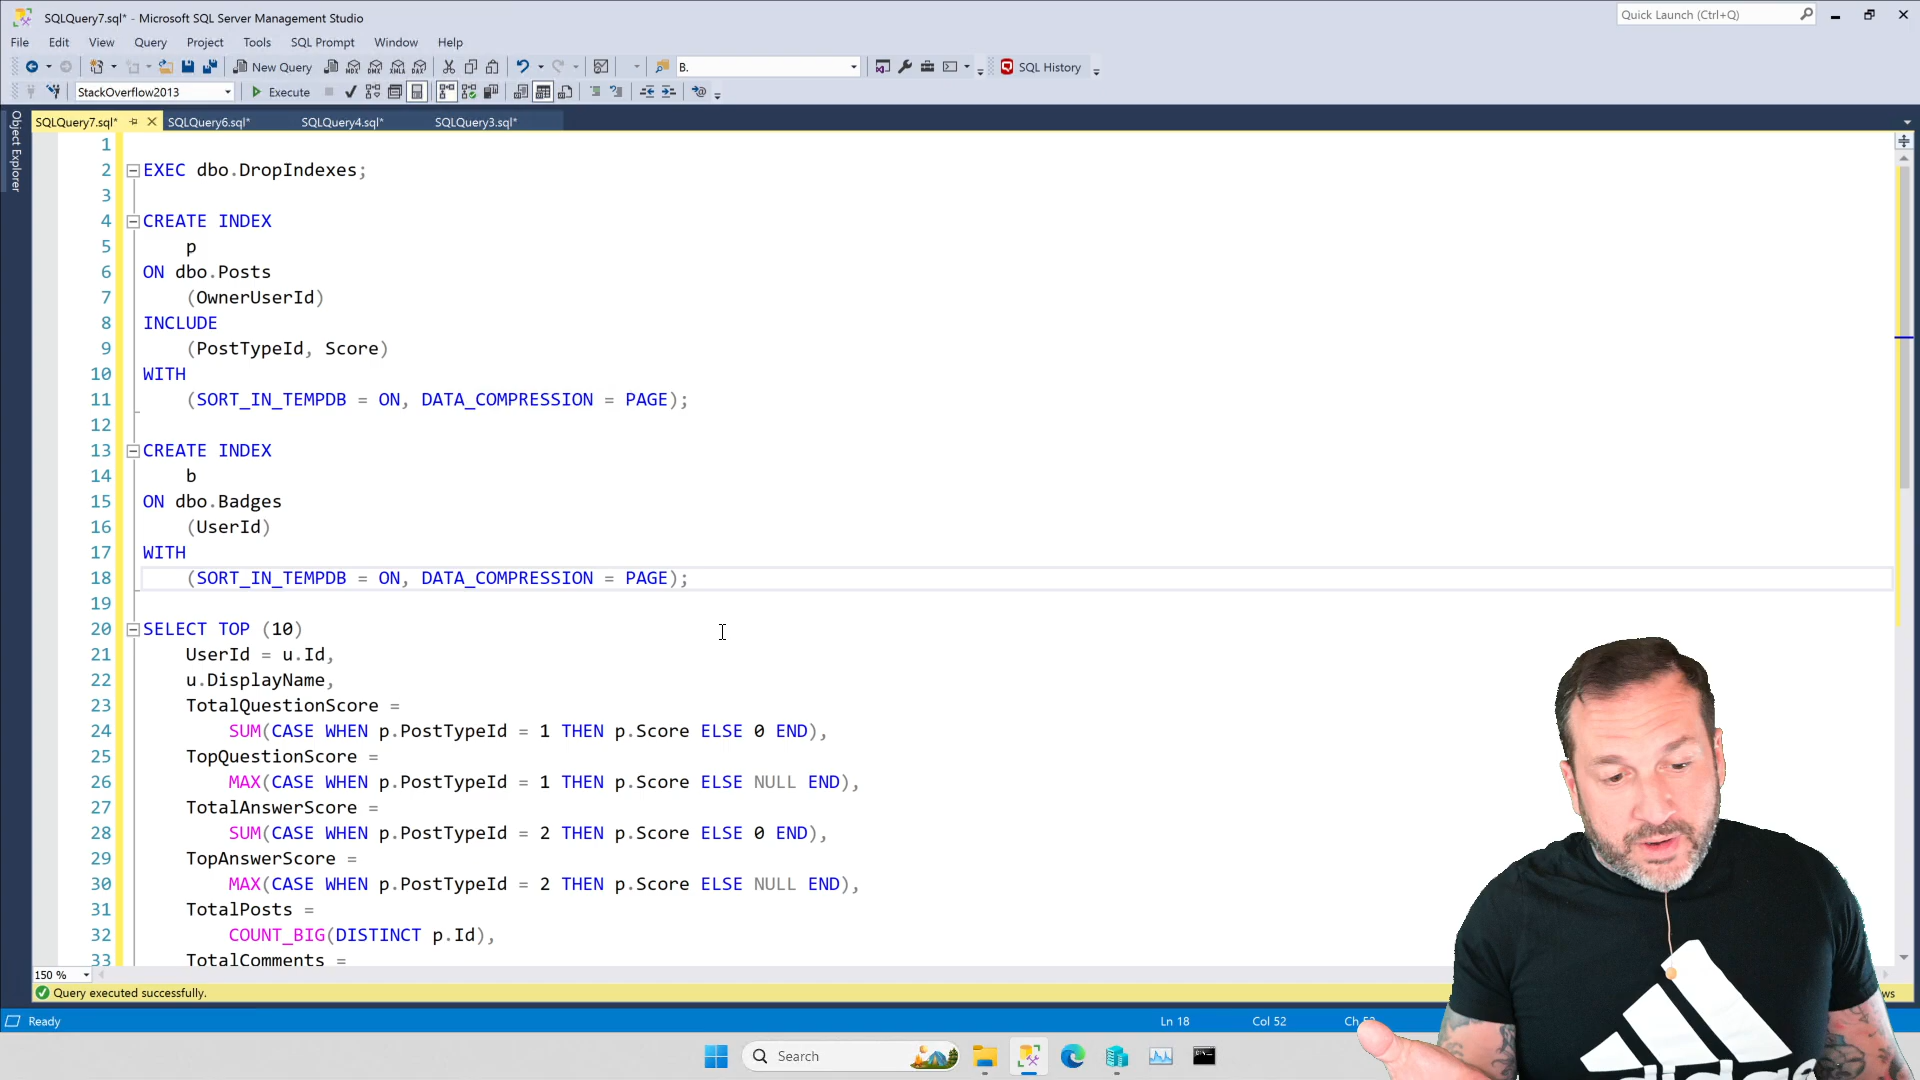 SQLQuery7.sql* - Microsoft SQL Server Management Studio
Quick Launch (Ctrl+Q)
File Edit View Query Project Tools SQL Prompt Window Help
New Query MDX DMX XMLA DAX B. SQL History
StackOverflow2013 Execute
SQLQuery7.sql* SQLQuery6.sql* SQLQuery4.sql* SQLQuery3.sql*
Object Explorer
1
2 EXEC dbo.DropIndexes;
3
4 CREATE INDEX
5 p
6 ON dbo.Posts
7 (OwnerUserId)
8 INCLUDE
9 (PostTypeId, Score)
10 WITH
11 (SORT_IN_TEMPDB = ON, DATA_COMPRESSION = PAGE);
12
13 CREATE INDEX
14 b
15 ON dbo.Badges
16 (UserId)
17 WITH
18 (SORT_IN_TEMPDB = ON, DATA_COMPRESSION = PAGE);
19
20 SELECT TOP (10)
21 UserId = u.Id,
22 u.DisplayName,
23 TotalQuestionScore =
24 SUM(CASE WHEN p.PostTypeId = 1 THEN p.Score ELSE 0 END),
25 TopQuestionScore =
26 MAX(CASE WHEN p.PostTypeId = 1 THEN p.Score ELSE NULL END),
27 TotalAnswerScore =
28 SUM(CASE WHEN p.PostTypeId = 2 THEN p.Score ELSE 0 END),
29 TopAnswerScore =
30 MAX(CASE WHEN p.PostTypeId = 2 THEN p.Score ELSE NULL END),
31 TotalPosts =
32 COUNT_BIG(DISTINCT p.Id),
33 TotalComments =
150 %
Query executed successfully.
Ready Ln 18 Col 52
Search
adidas